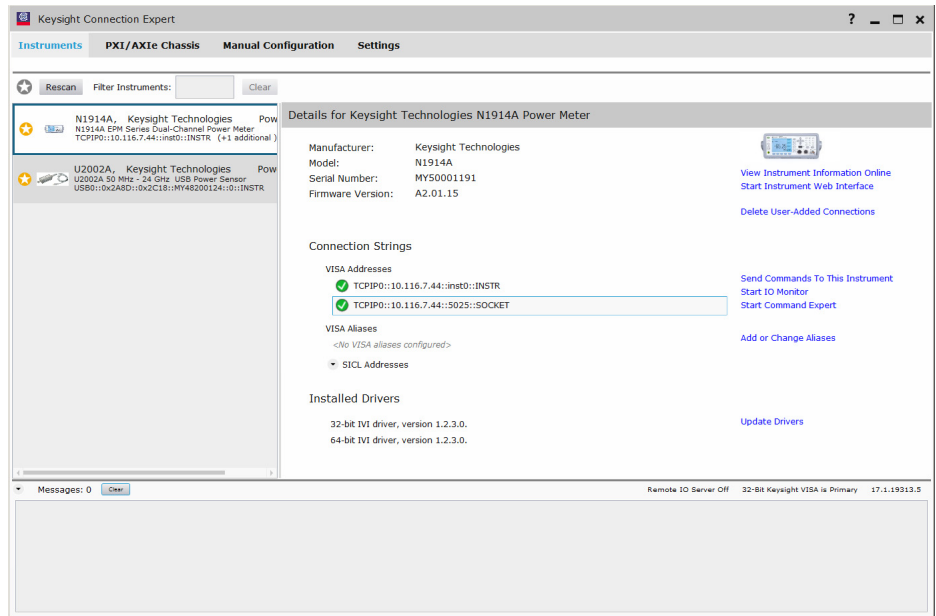 Keysight Connection Expert
?
Instruments PXI/AXIe Chassis Manual Configuration Settings
Rescan Filter Instruments: Clear
N1914A, Keysight Technologies Pow
N1914A EPM Series Dual-Channel Power Meter
TCPIP0::10.116.7.44::inst0::INSTR (+1 additional )
U2002A, Keysight Technologies Pow
U2002A 50 MHz - 24 GHz USB Power Sensor
USB0::0x2A8D::0x2C18::MY48200124::0::INSTR
Details for Keysight Technologies N1914A Power Meter
Manufacturer: Keysight Technologies
Model: N1914A
Serial Number: MY50001191
Firmware Version: A2.01.15
View Instrument Information Online
Start Instrument Web Interface
Delete User-Added Connections
Connection Strings
VISA Addresses
TCPIP0::10.116.7.44::inst0::INSTR
TCPIP0::10.116.7.44::5025::SOCKET
Send Commands To This Instrument
Start IO Monitor
Start Command Expert
VISA Aliases
<No VISA aliases configured>
Add or Change Aliases
SICL Addresses
Installed Drivers
32-bit IVI driver, version 1.2.3.0.
64-bit IVI driver, version 1.2.3.0.
Update Drivers
Messages: 0 Clear
Remote IO Server Off 32-Bit Keysight VISA is Primary 17.1.19313.5